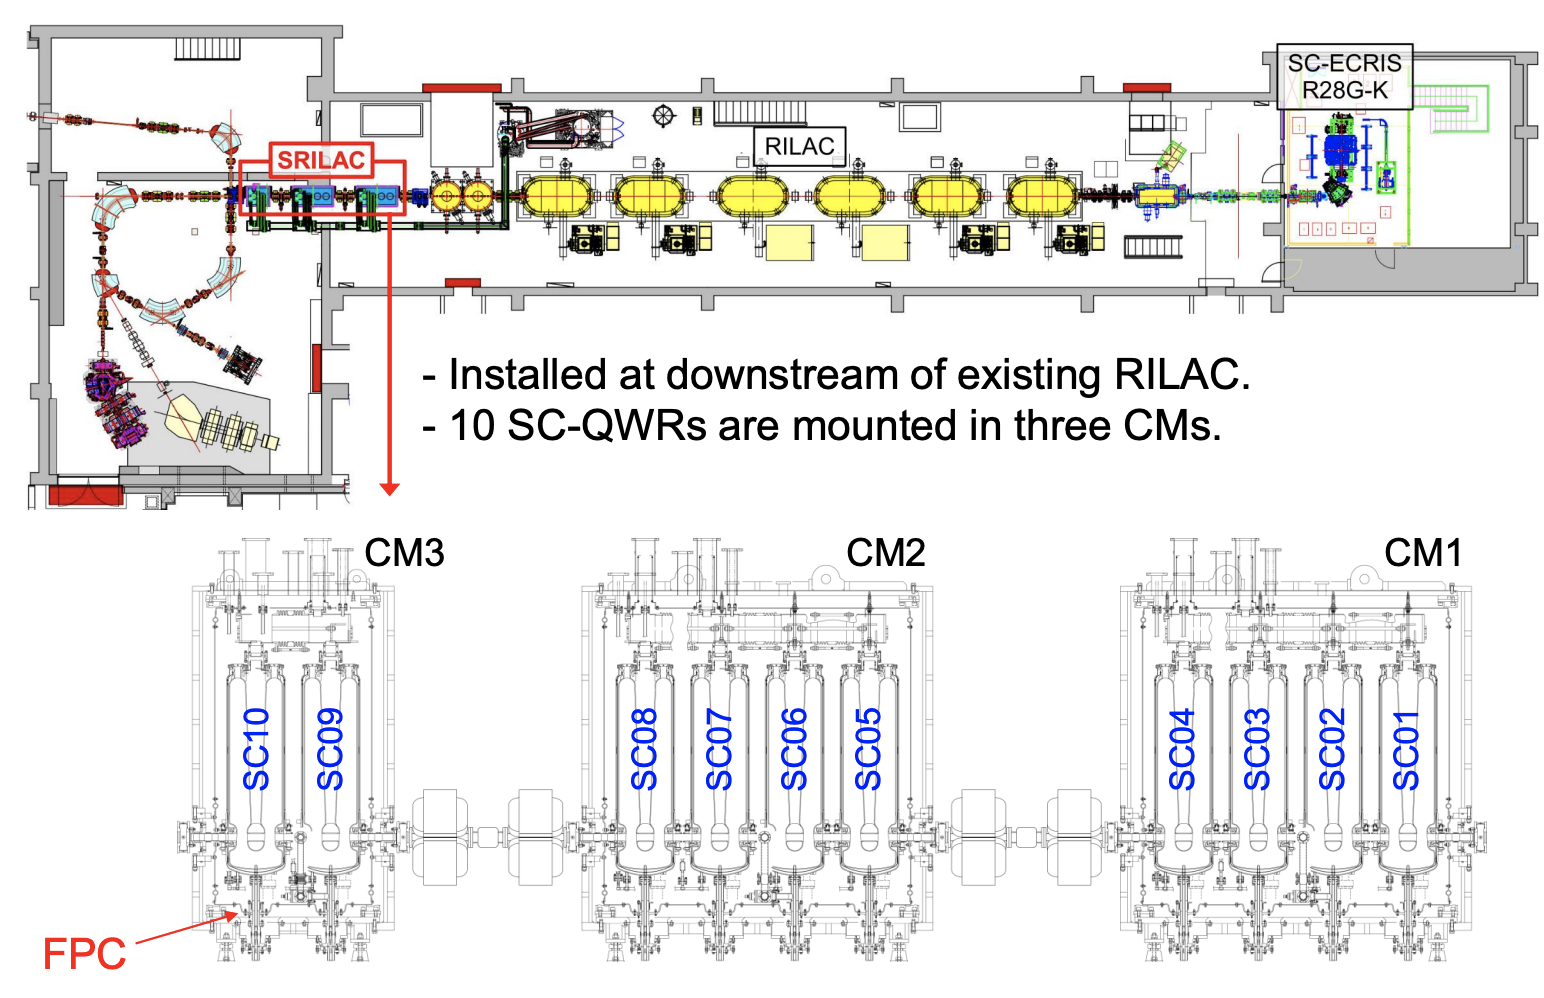 SC-ECRIS
R28G-K
RILAC
SRILAC
- Installed at downstream of existing RILAC.
- 10 SC-QWRs are mounted in three CMs.
CM3
CM2
CM1
SC10
SC09
SC08
SC07
SC06
SC05
SC04
SC03
SC02
SC01
FPC